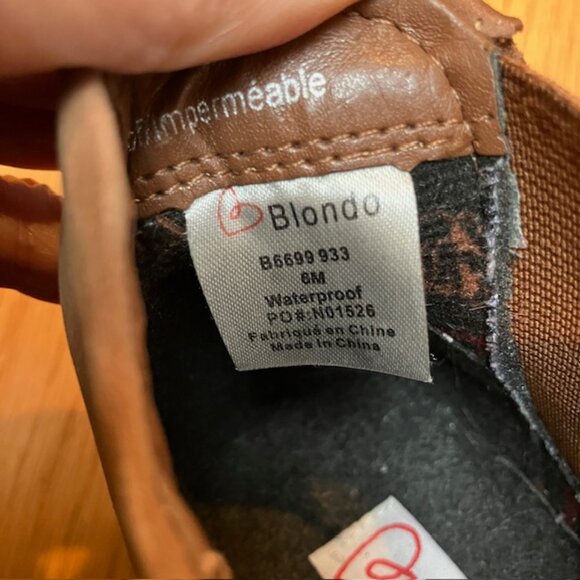 /Imperméable
Blondo
B6699 933
6M
Waterproof
PO#:N01526
Fabriqué en Chine
Made in China